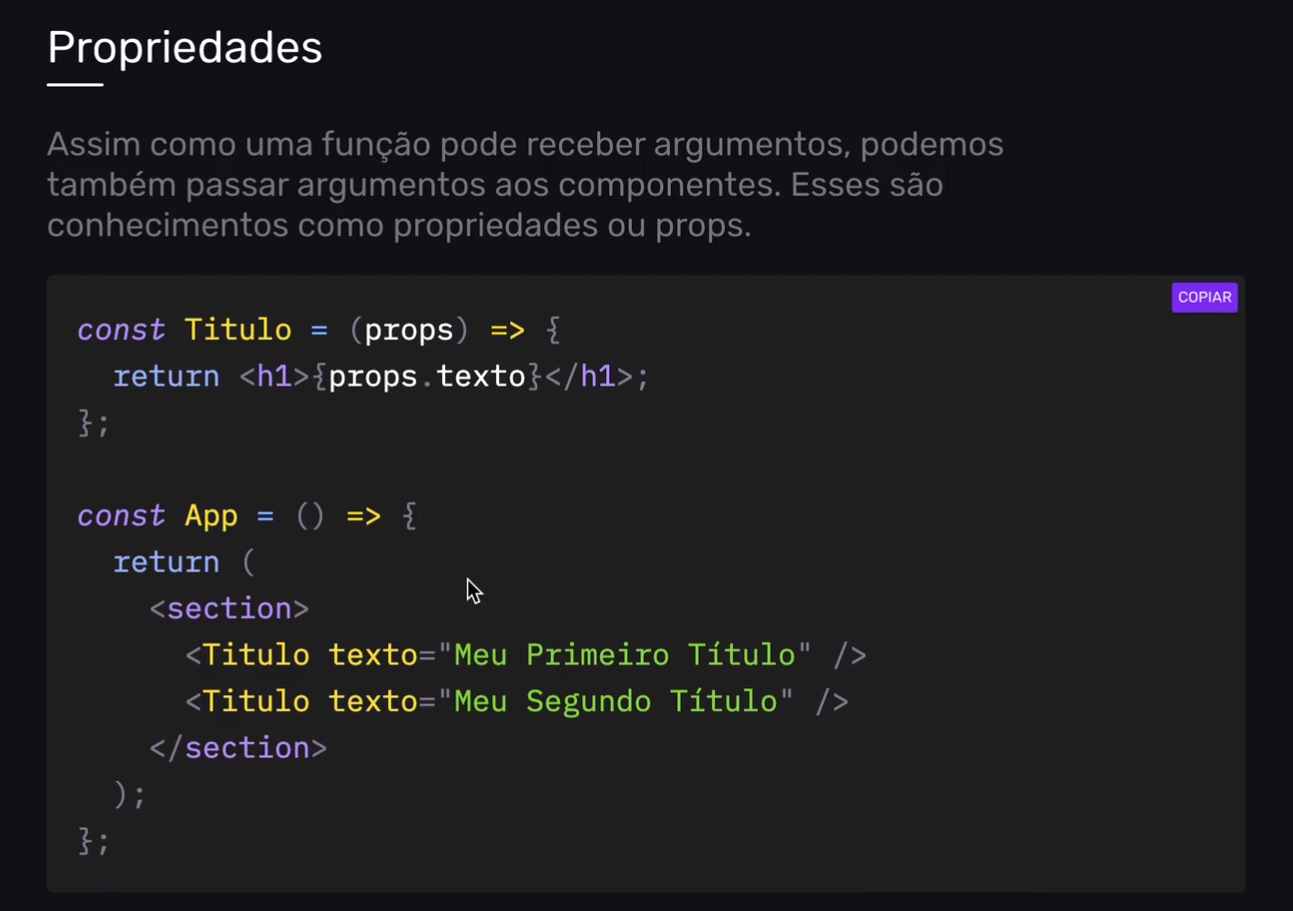 Propriedades
Assim como uma função pode receber argumentos, podemos
também passar argumentos aos componentes. Esses são
conhecimentos como propriedades ou props.
COPIAR
const Titulo = (props) => {
  return <h1>{props.texto}</h1>;
};
const App = () => {
  return (
    <section>
      <Titulo texto="Meu Primeiro Título" />
      <Titulo texto="Meu Segundo Título" />
    </section>
  );
};